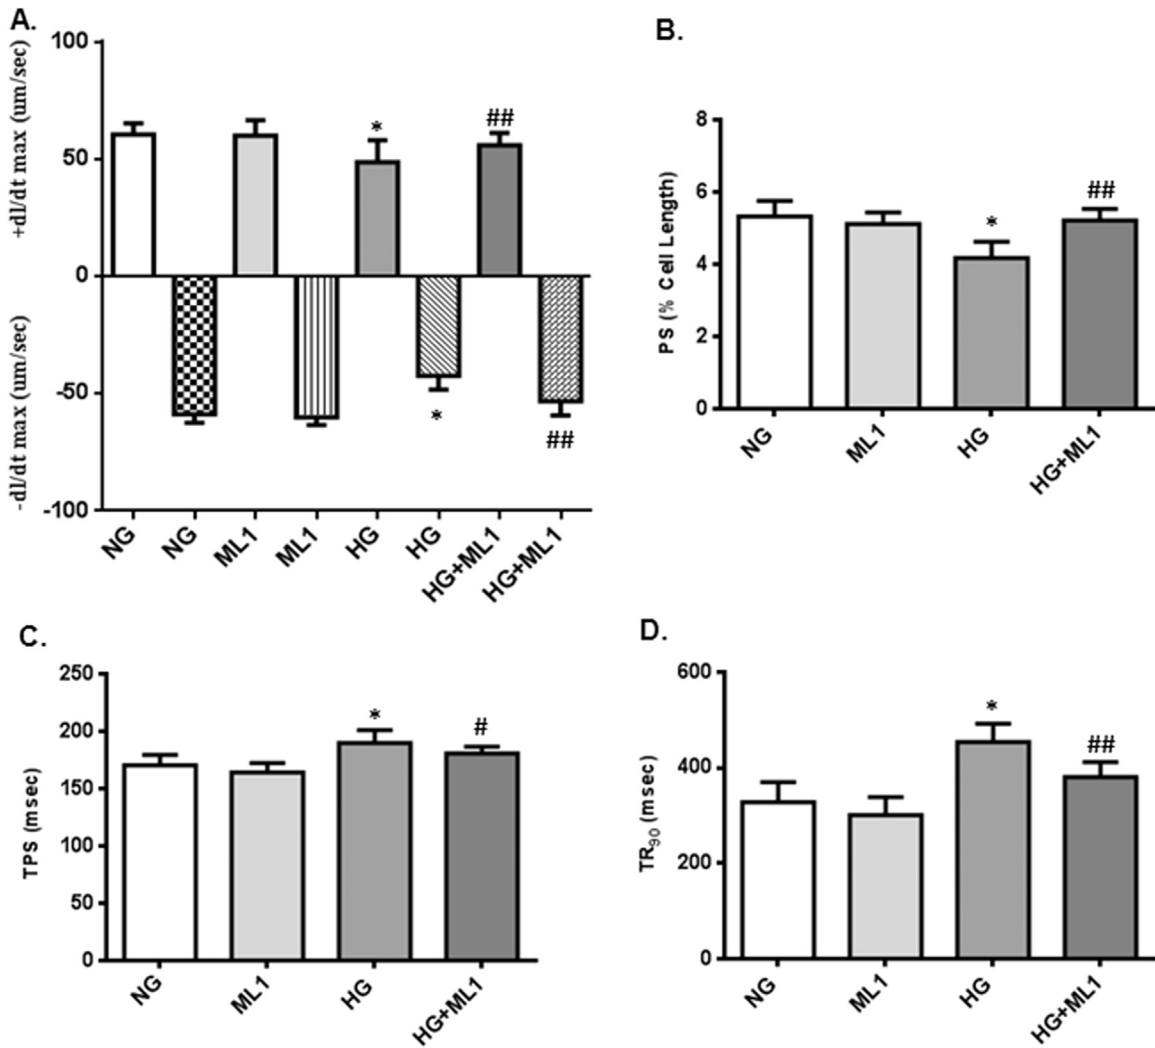 A.
+dl/dt max (um/sec)
-dl/dt max (um/sec)
100
50
0
-50
-100
*
##
*
##
NG
NG
ML1
ML1
HG
HG
HG+ML1
HG+ML1
B.
PS (% Cell Length)
8
6
4
2
0
*
##
NG
ML1
HG
HG+ML1
C.
TPS (msec)
250
200
150
100
50
0
*
#
NG
ML1
HG
HG+ML1
D.
TR90 (msec)
600
400
200
0
*
##
NG
ML1
HG
HG+ML1